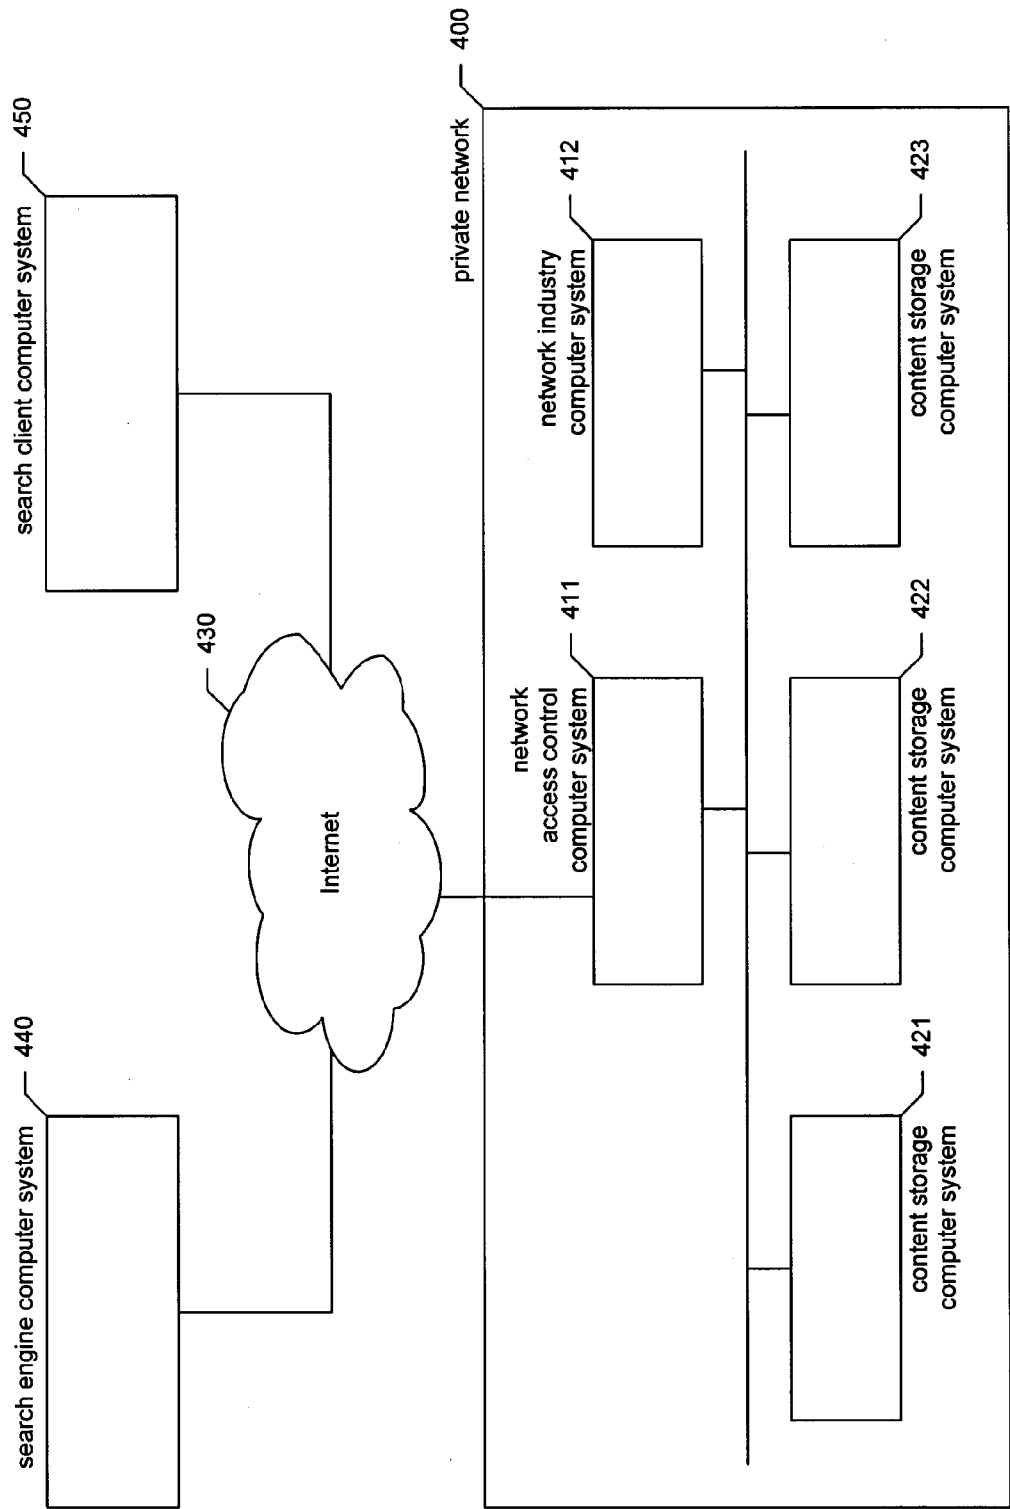 search engine computer system
440
search client computer system
450
430
Internet
private network
400
network
access control
computer system
411
network industry
computer system
412
421
content storage
computer system
422
content storage
computer system
423
content storage
computer system